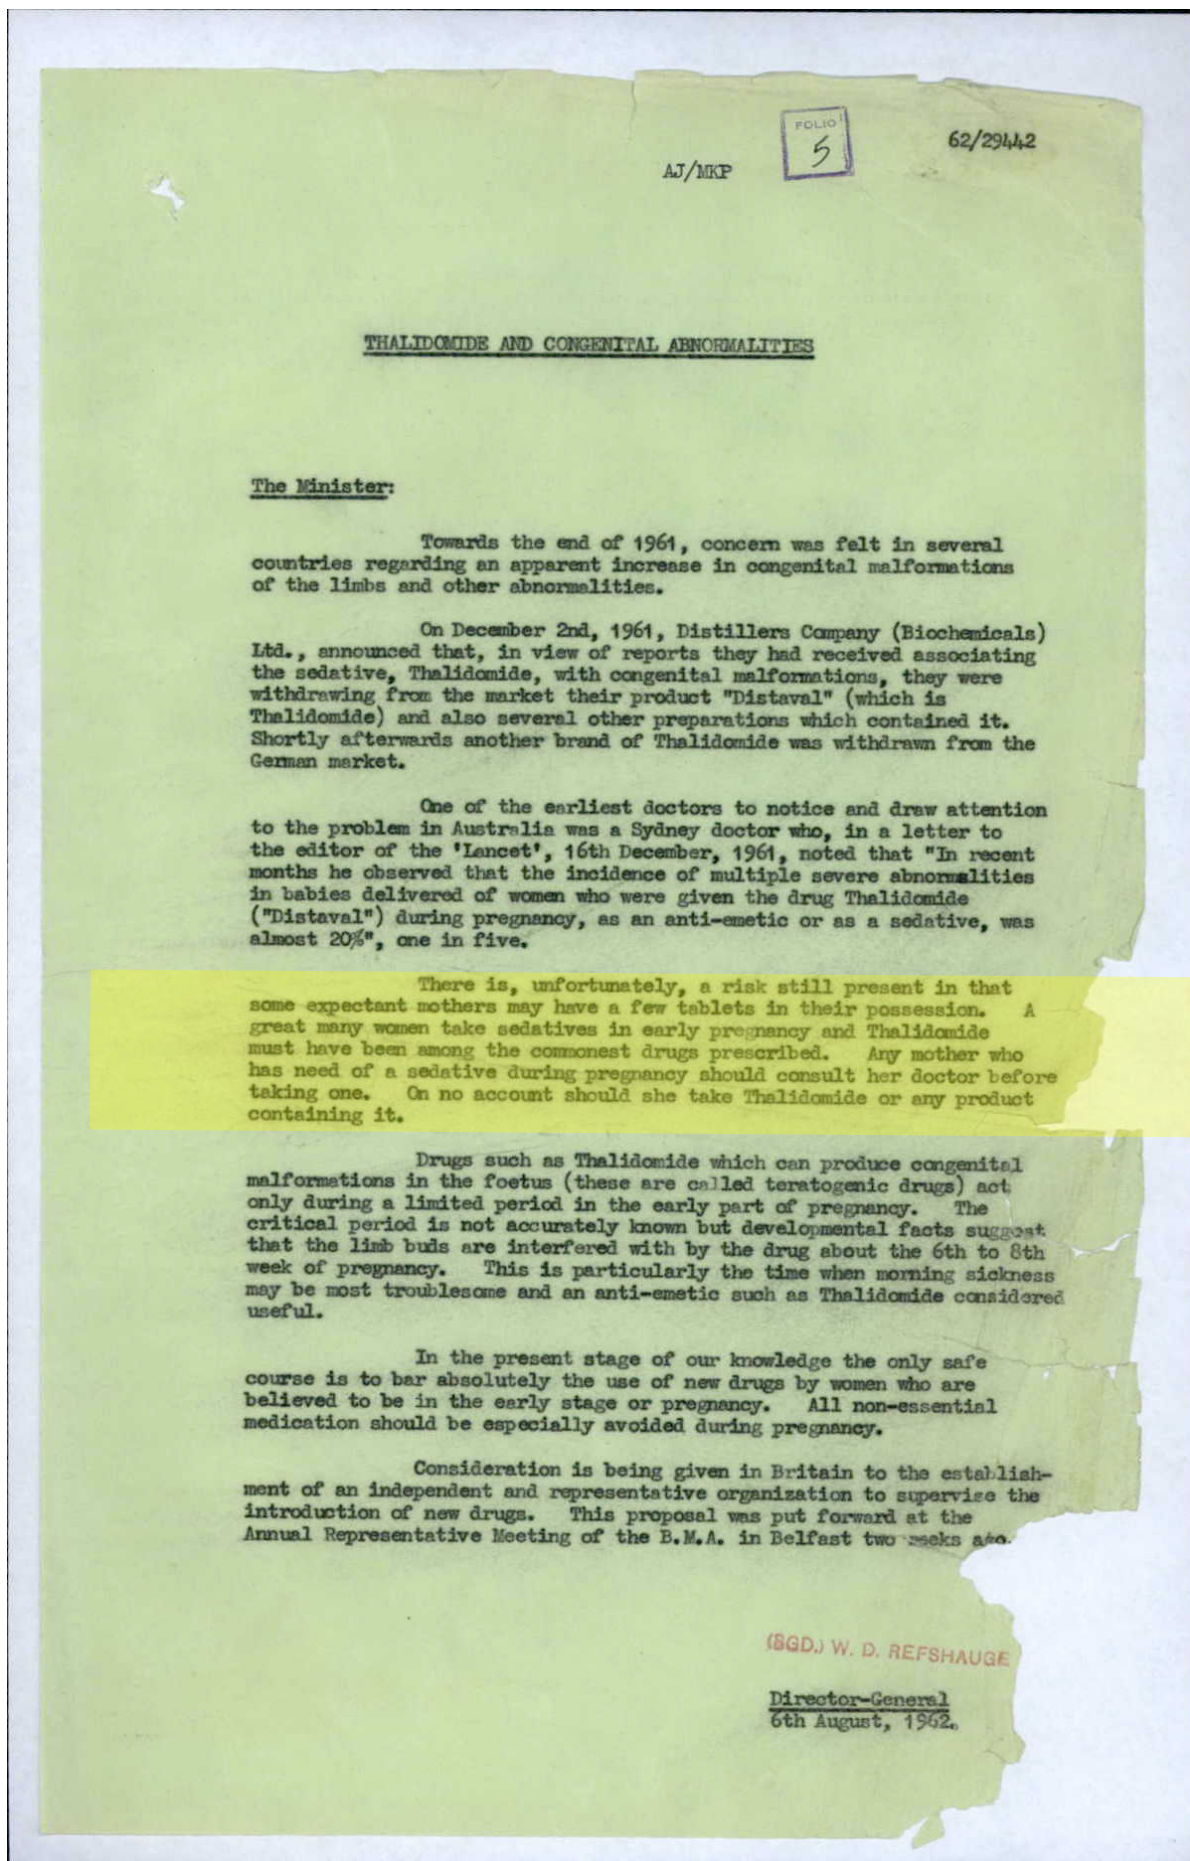 FOLIO
5
62/29442
AJ/MKP
THALIDOMIDE AND CONGENITAL ABNORMALITIES
The Minister:
Towards the end of 1961, concern was felt in several
countries regarding an apparent increase in congenital malformations
of the limbs and other abnormalities.
On December 2nd, 1961, Distillers Company (Biochemicals)
Ltd., announced that, in view of reports they had received associating
the sedative, Thalidomide, with congenital malformations, they were
withdrawing from the market their product "Distaval" (which is
Thalidomide) and also several other preparations which contained it.
Shortly afterwards another brand of Thalidomide was withdrawn from the
German market.
One of the earliest doctors to notice and draw attention
to the problem in Australia was a Sydney doctor who, in a letter to
the editor of the 'Lancet', 16th December, 1961, noted that "In recent
months he observed that the incidence of multiple severe abnormalities
in babies delivered of women who were given the drug Thalidomide
("Distaval") during pregnancy, as an anti-emetic or as a sedative, was
almost 20%", one in five.
There is, unfortunately, a risk still present in that
some expectant mothers may have a few tablets in their possession. A
great many women take sedatives in early pregnancy and Thalidomide
must have been among the commonest drugs prescribed. Any mother who
has need of a sedative during pregnancy should consult her doctor before
taking one. On no account should she take Thalidomide or any product
containing it.
Drugs such as Thalidomide which can produce congenital
malformations in the foetus (these are called teratogenic drugs) act
only during a limited period in the early part of pregnancy. The
critical period is not accurately known but developmental facts suggest
that the limb buds are interfered with by the drug about the 6th to 8th
week of pregnancy. This is particularly the time when morning sickness
may be most troublesome and an anti-emetic such as Thalidomide considered
useful.
In the present stage of our knowledge the only safe
course is to bar absolutely the use of new drugs by women who are
believed to be in the early stage or pregnancy. All non-essential
medication should be especially avoided during pregnancy.
Consideration is being given in Britain to the establish-
ment of an independent and representative organization to supervise the
introduction of new drugs. This proposal was put forward at the
Annual Representative Meeting of the B.M.A. in Belfast two weeks ago.
(SGD.) W. D. REFSHAUGE
Director-General
6th August, 1962.